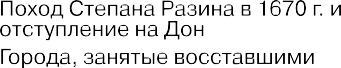 Поход Степана Разина в 1670 г. и
отступление на Дон
Города, занятые восставшими